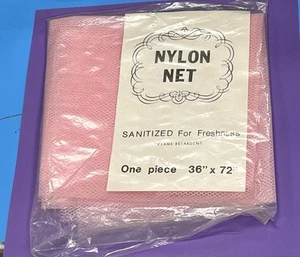 NYLON
NET
SANITIZED For Freshness
FLAME RETARDENT
One piece 36" x 72"